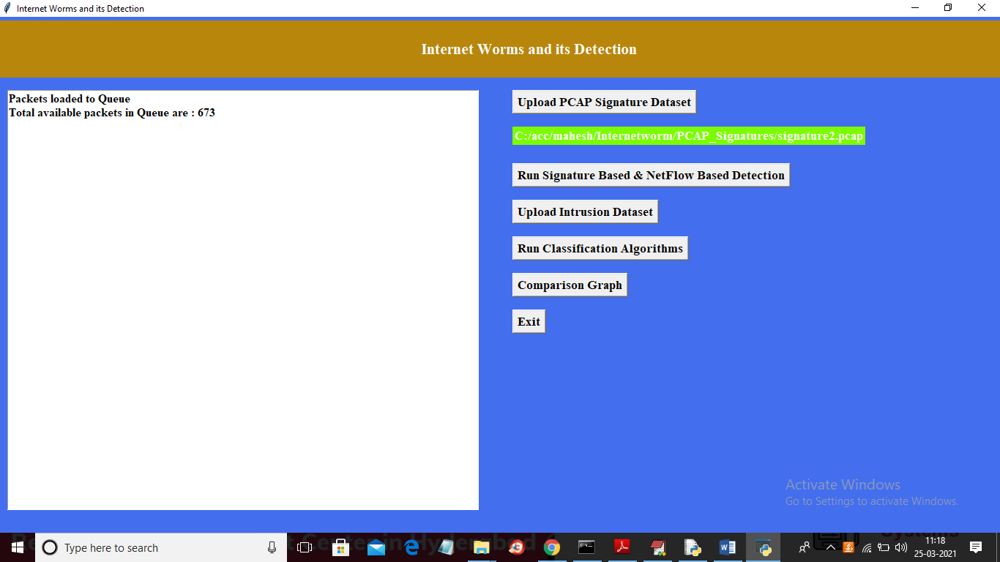 Internet Worms and its Detection
Internet Worms and its Detection
Packets loaded to Queue
Total available packets in Queue are : 673
Upload PCAP Signature Dataset
C:/acc/mahesh/Internetworm/PCAP_Signatures/signature2.pcap
Run Signature Based & NetFlow Based Detection
Upload Intrusion Dataset
Run Classification Algorithms
Comparison Graph
Exit
Activate Windows
Go to Settings to activate Windows.
Type here to search
11:18
25-03-2021